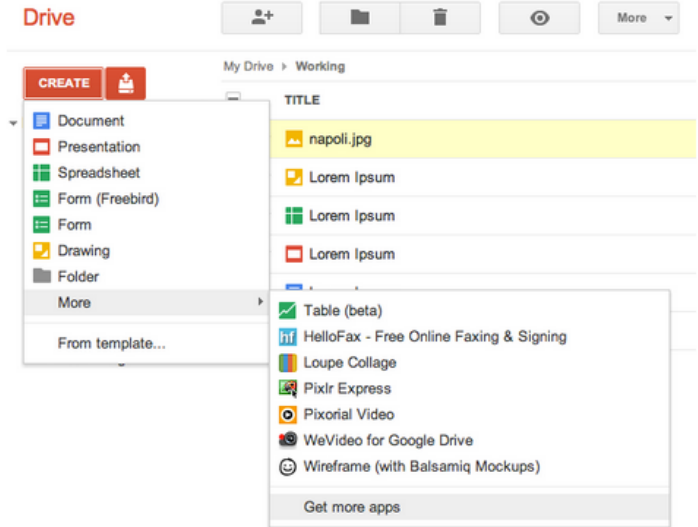 Drive
More
My Drive > Working
CREATE
TITLE
Document
Presentation
Spreadsheet
Form (Freebird)
Form
Drawing
Folder
More
From template...
napoli.jpg
Lorem Ipsum
Lorem Ipsum
Lorem Ipsum
Table (beta)
hf HelloFax - Free Online Faxing & Signing
Loupe Collage
Pixlr Express
Pixorial Video
WeVideo for Google Drive
Wireframe (with Balsamiq Mockups)
Get more apps